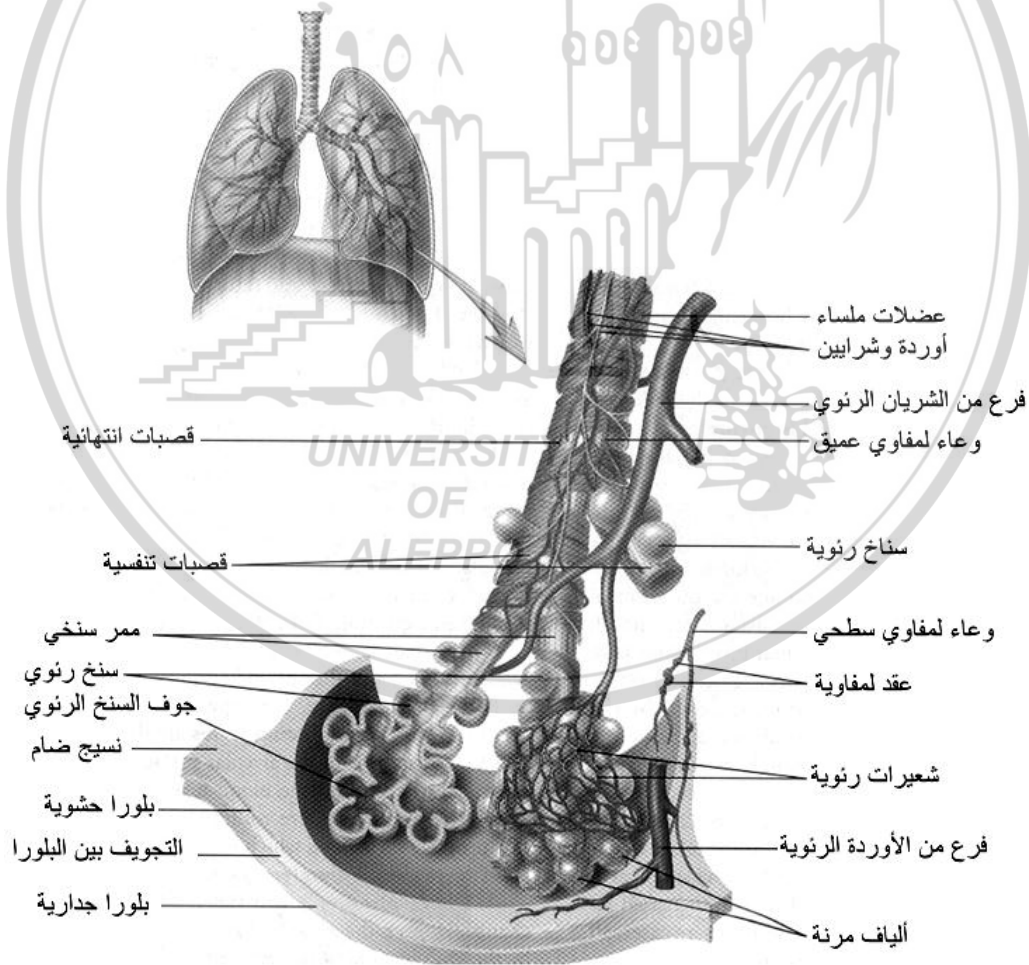 ١٩٥٨
عضلات ملساء
أوردة وشرايين
فرع من الشريان الرئوي
وعاء لمفاوي عميق
قصبات انتهائية
UNIVERSIT
OF
ALEPPO
سناخ رئوية
قصبات تنفسية
وعاء لمفاوي سطحي
ممر سنخي
عقد لمفاوية
سنخ رئوي
جوف السنخ الرئوي
نسيج ضام
شعيرات رئوية
بلورا حشوية
فرع من الأوردة الرئوية
التجويف بين البلورا
بلورا جدارية
ألياف مرنة